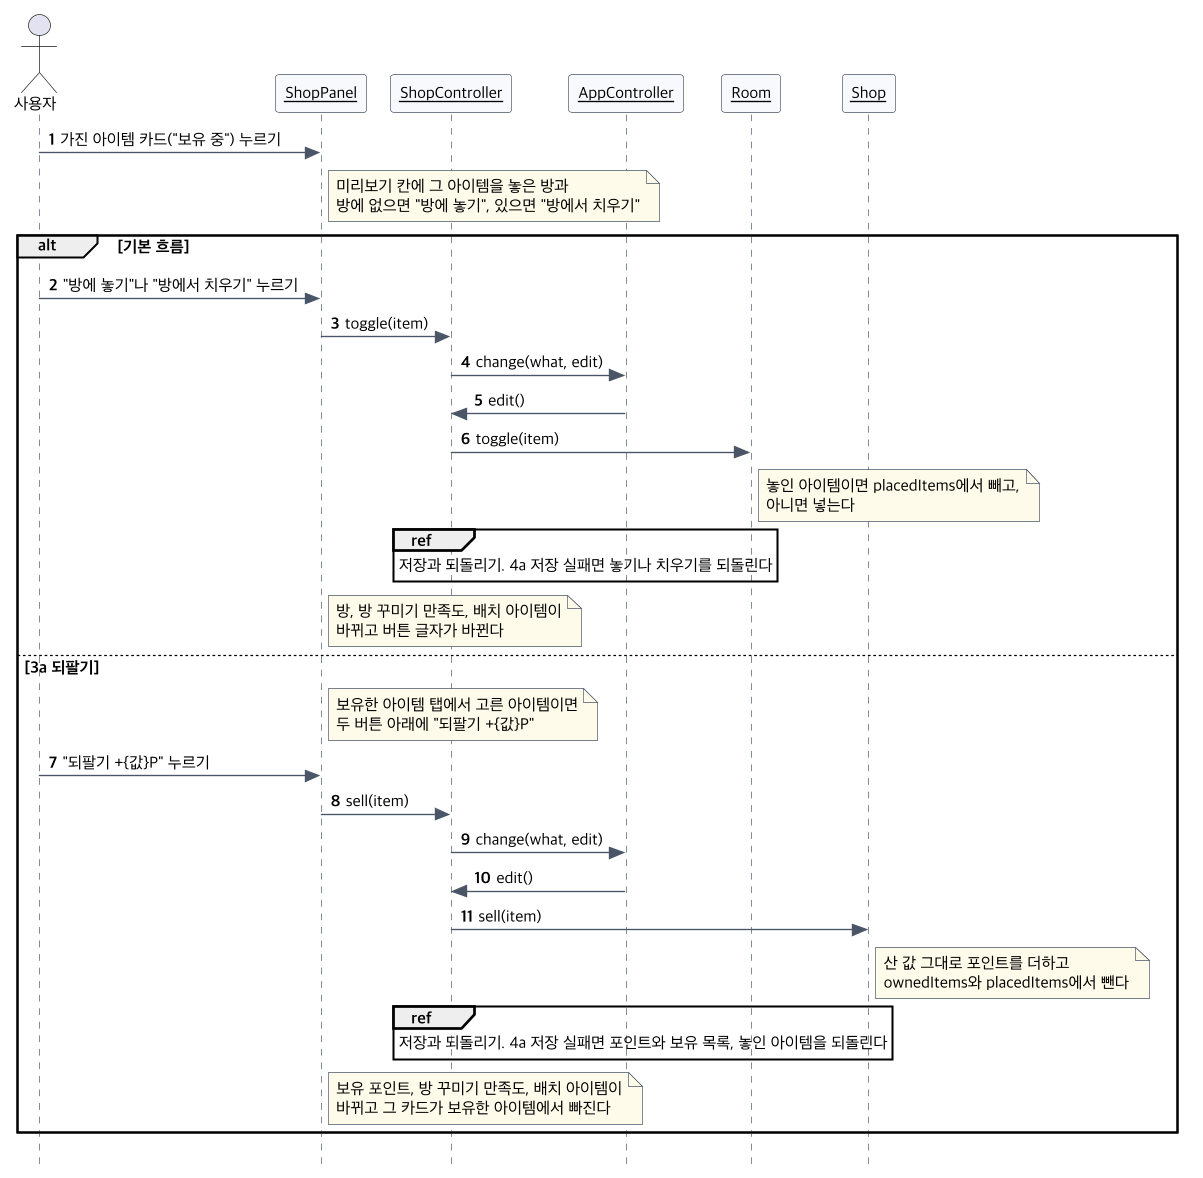 사용자
ShopPanel
ShopController
AppController
Room
Shop
1 가진 아이템 카드("보유 중") 누르기
미리보기 칸에 그 아이템을 놓은 방과
방에 없으면 "방에 놓기", 있으면 "방에서 치우기"
alt [기본 흐름]
2 "방에 놓기"나 "방에서 치우기" 누르기
3 toggle(item)
4 change(what, edit)
5 edit()
6 toggle(item)
놓인 아이템이면 placedItems에서 빼고,
아니면 넣는다
ref
저장과 되돌리기. 4a 저장 실패면 놓기나 치우기를 되돌린다
방, 방 꾸미기 만족도, 배치 아이템이
바뀌고 버튼 글자가 바뀐다
[3a 되팔기]
보유한 아이템 탭에서 고른 아이템이면
두 버튼 아래에 "되팔기 +{값}P"
7 "되팔기 +{값}P" 누르기
8 sell(item)
9 change(what, edit)
10 edit()
11 sell(item)
산 값 그대로 포인트를 더하고
ownedItems와 placedItems에서 뺀다
ref
저장과 되돌리기. 4a 저장 실패면 포인트와 보유 목록, 놓인 아이템을 되돌린다
보유 포인트, 방 꾸미기 만족도, 배치 아이템이
바뀌고 그 카드가 보유한 아이템에서 빠진다